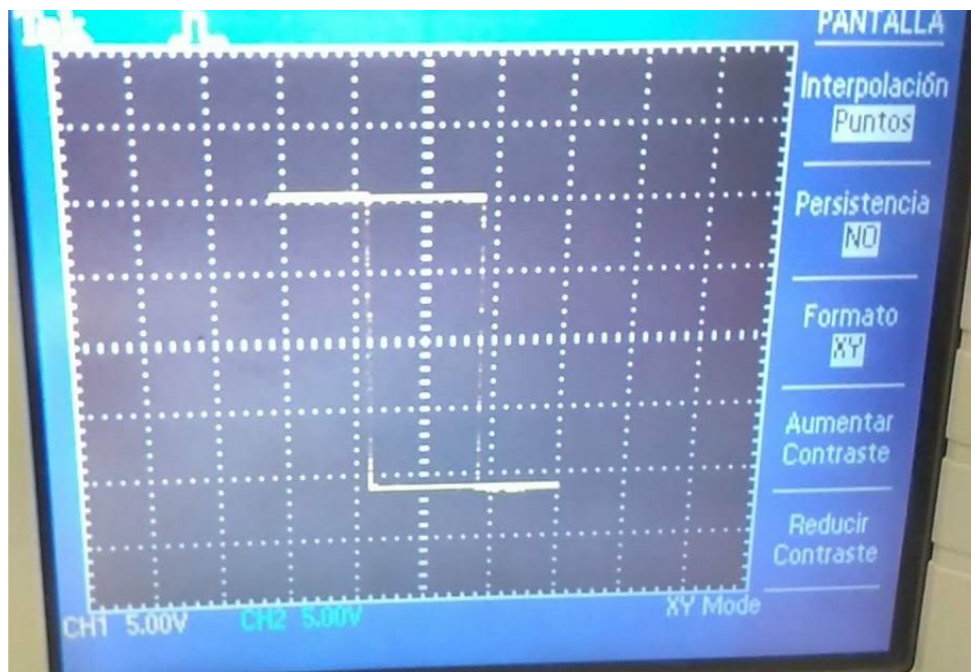 Tek
PANTALLA
Interpolación
Puntos
Persistencia
NO
Formato
XY
Aumentar
Contraste
Reducir
Contraste
CH1 5.00V CH2 5.00V XY Mode